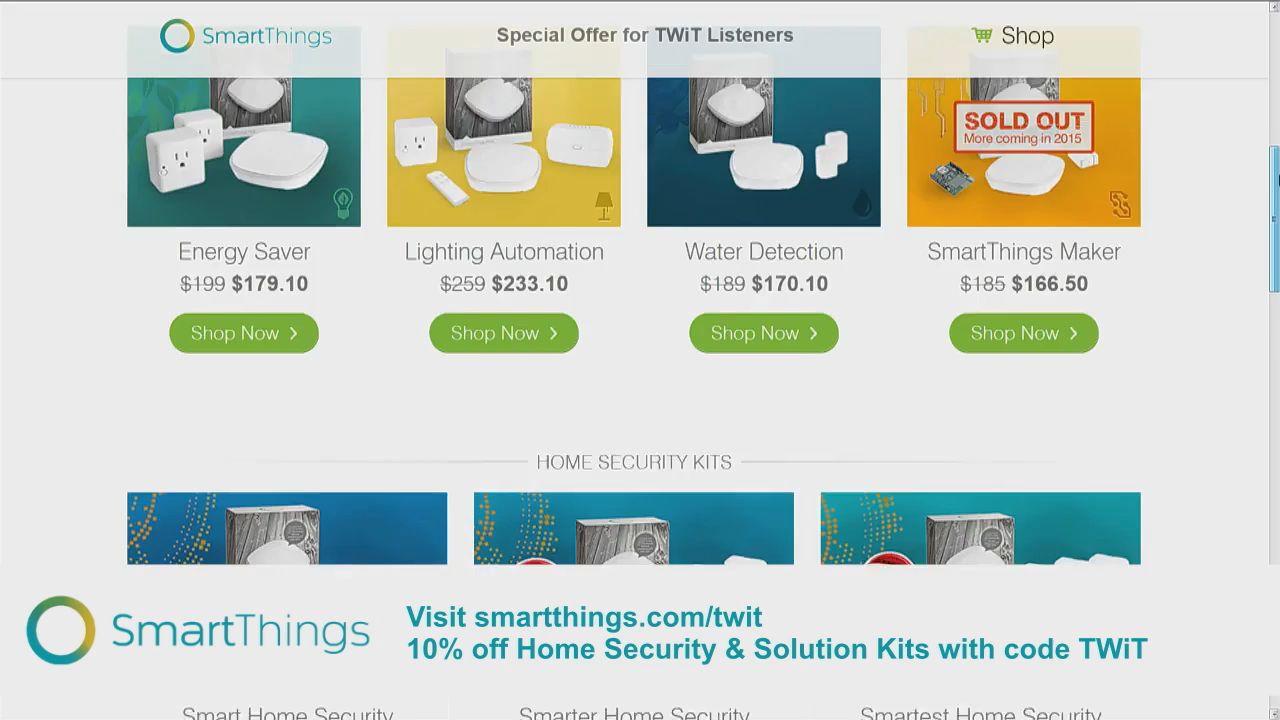 SmartThings
Special Offer for TWiT Listeners
Shop
SOLD OUT
More coming in 2015
Energy Saver
Lighting Automation
Water Detection
SmartThings Maker
$199 $179.10
$259 $233.10
$189 $170.10
$185 $166.50
Shop Now
Shop Now
Shop Now
Shop Now
HOME SECURITY KITS
SmartThings
Visit smartthings.com/twit
10% off Home Security & Solution Kits with code TWiT
Smart Home Security
Smarter Home Security
Smartest Home Security